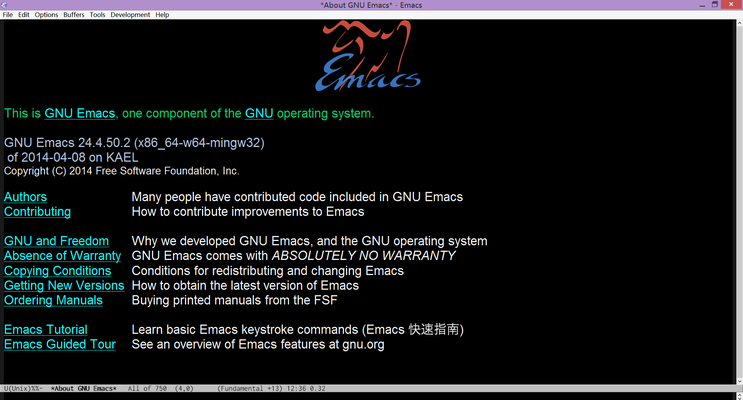 *About GNU Emacs* - Emacs
File Edit Options Buffers Tools Development Help
Emacs
This is GNU Emacs, one component of the GNU operating system.
GNU Emacs 24.4.50.2 (x86_64-w64-mingw32)
of 2014-04-08 on KAEL
Copyright (C) 2014 Free Software Foundation, Inc.
Authors Many people have contributed code included in GNU Emacs
Contributing How to contribute improvements to Emacs
GNU and Freedom Why we developed GNU Emacs, and the GNU operating system
Absence of Warranty GNU Emacs comes with ABSOLUTELY NO WARRANTY
Copying Conditions Conditions for redistributing and changing Emacs
Getting New Versions How to obtain the latest version of Emacs
Ordering Manuals Buying printed manuals from the FSF
Emacs Tutorial Learn basic Emacs keystroke commands (Emacs 快速指南)
Emacs Guided Tour See an overview of Emacs features at gnu.org
U(Unix)%%- *About GNU Emacs* All of 750 (4,0) (Fundamental +13) 12:36 0.32